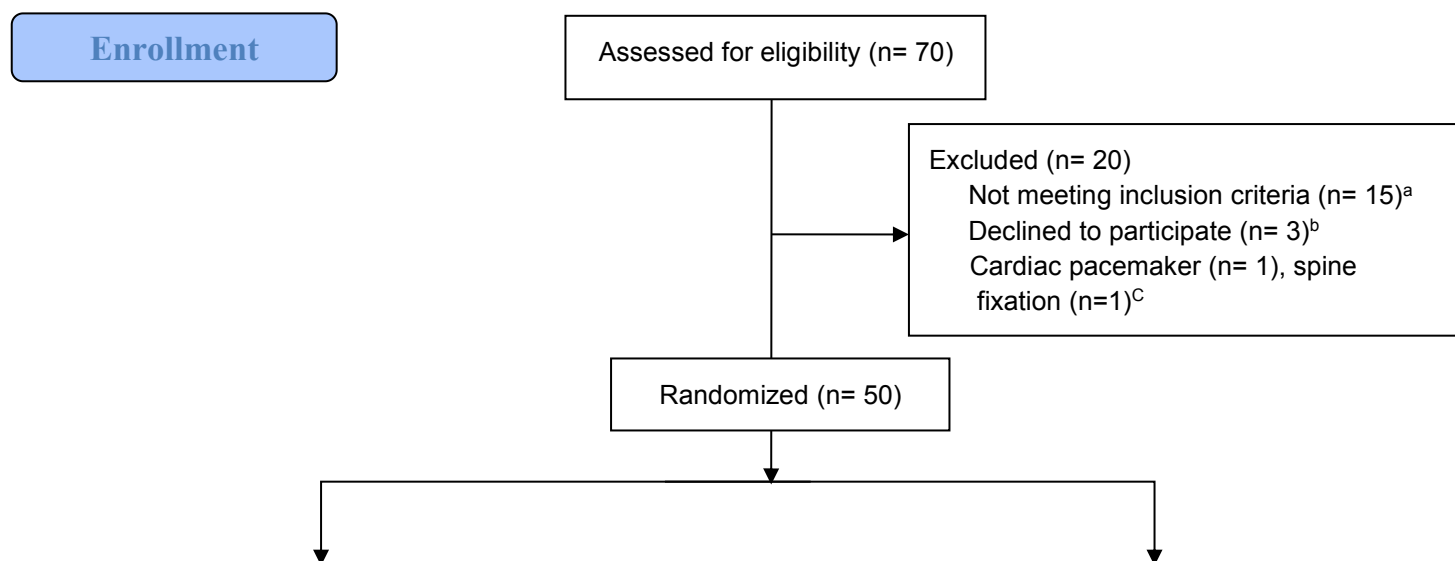 Enrollment
Assessed for eligibility (n= 70)
Excluded (n= 20)
Not meeting inclusion criteria (n= 15)ᵃ
Declined to participate (n= 3)ᵇ
Cardiac pacemaker (n= 1), spine
fixation (n=1)ᶜ
Randomized (n= 50)